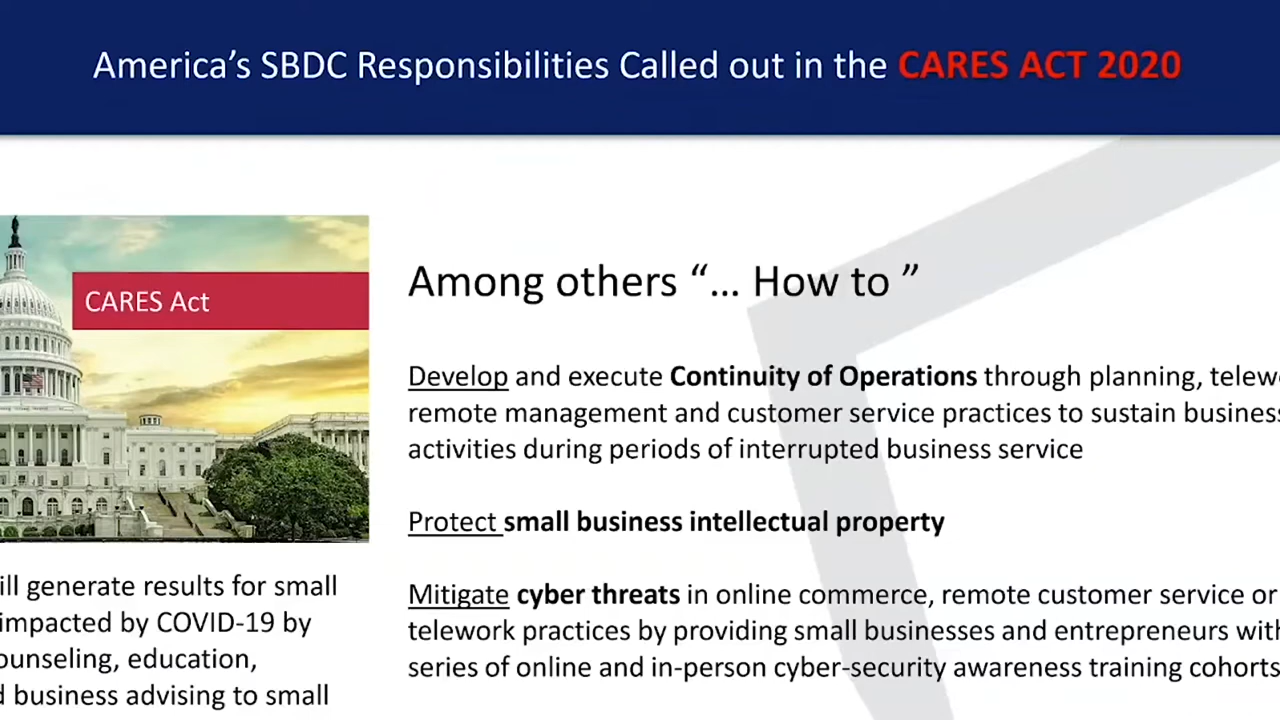 America's SBDC Responsibilities Called out in the CARES ACT 2020
CARES Act
generate results for small
impacted by COVID-19 by
education,
business advising to small
Among others “... How to ”
Develop and execute Continuity of Operations through planning,
remote management and customer service practices to sustain business
activities during periods of interrupted business service
Protect small business intellectual property
Mitigate cyber threats in online commerce, remote customer service or
telework practices by providing small businesses and entrepreneurs
series of online and in-person cyber-security awareness training cohorts